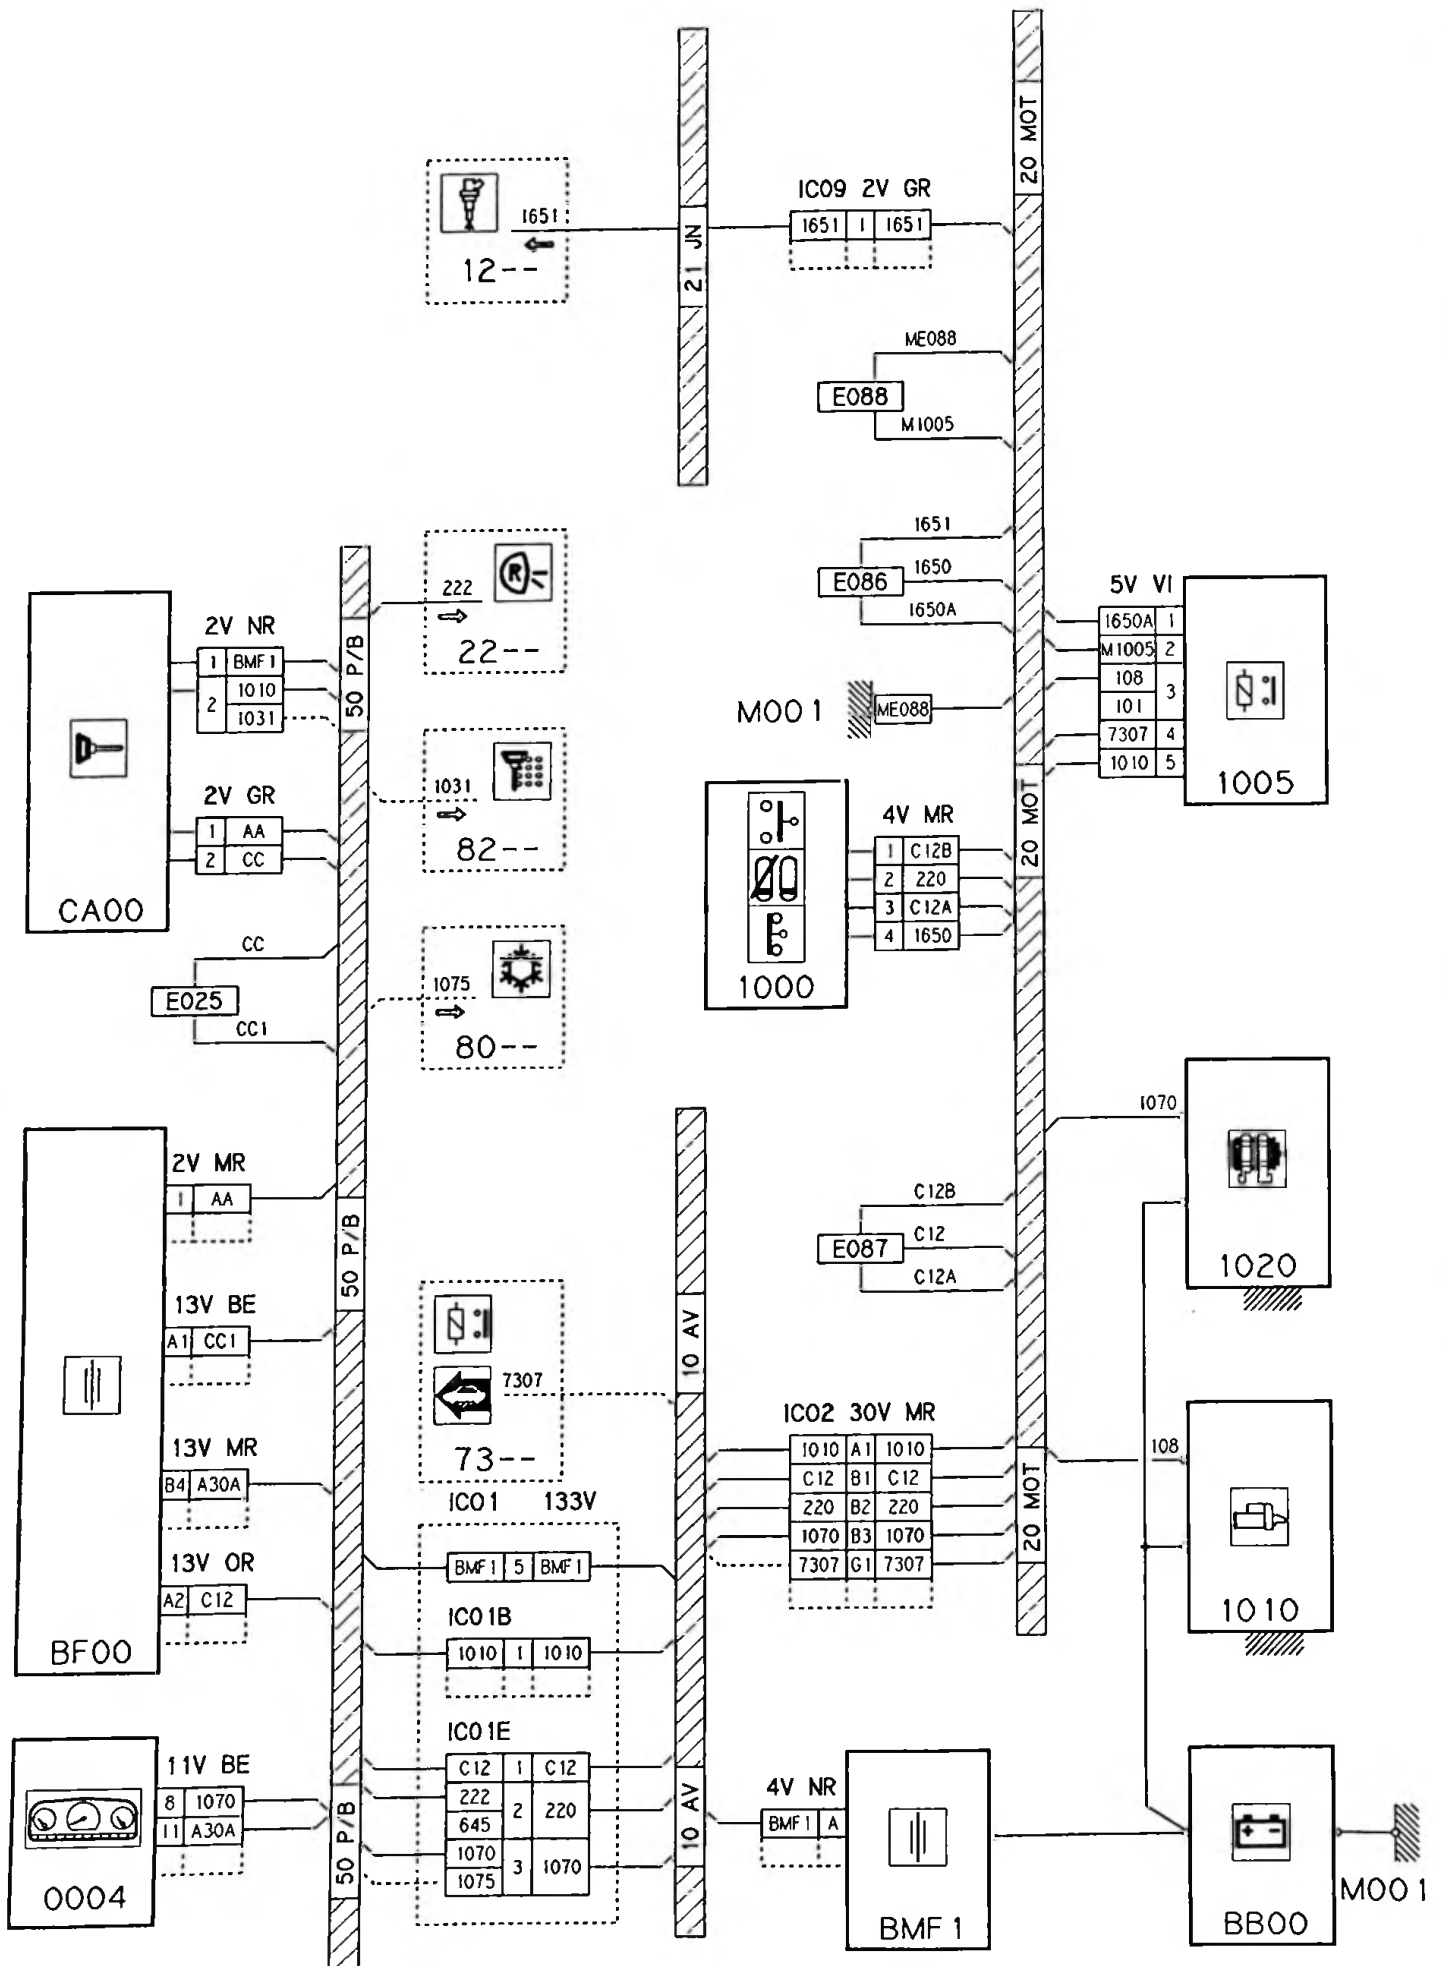 20 MOT
21 JN
IC09 2V GR
1651 1 1651
1651
12--
ME088
E088
M1005
1651
E086
1650
1650A
5V VI
1650A 1
M1005 2
108
3
101
7307 4
1010 5
1005
50 P/B
222
22--
2V NR
1 BMF1
2
1010
1031
M001
ME088
1031
82--
2V GR
1 AA
2 CC
CA00
20 MOT
4V MR
1 C12B
2 220
3 C12A
4 1650
1000
CC
E025
CC1
1075
80--
1070
1020
2V MR
1 AA
50 P/B
C12B
E087
C12
C12A
13V BE
A1 CC1
10 AV
7307
73--
13V MR
B4 A30A
IC02 30V MR
1010 A1 1010
C12 B1 C12
220 B2 220
1070 B3 1070
7307 G1 7307
20 MOT
108
1010
IC01 133V
BMF1 5 BMF1
13V OR
A2 C12
BF00
IC01B
1010 1 1010
IC01E
C12 1 C12
222
2 220
645
1070
3 1070
1075
11V BE
8 1070
11 A30A
0004
50 P/B
10 AV
4V NR
BMF1 A
BMF1
BB00
M001